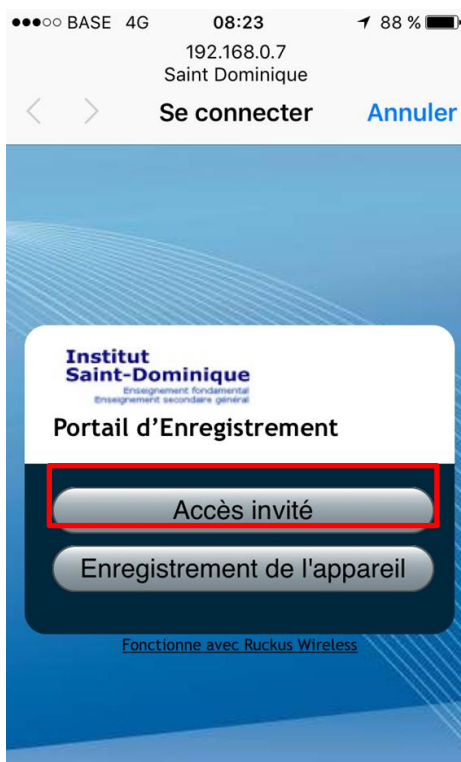 ●●●○○ BASE 4G 08:23 88 %
192.168.0.7
Saint Dominique
Se connecter Annuler
Institut
Saint-Dominique
Enseignement fondamental
Enseignement secondaire général
Portail d'Enregistrement
Accès invité
Enregistrement de l'appareil
Fonctionne avec Ruckus Wireless